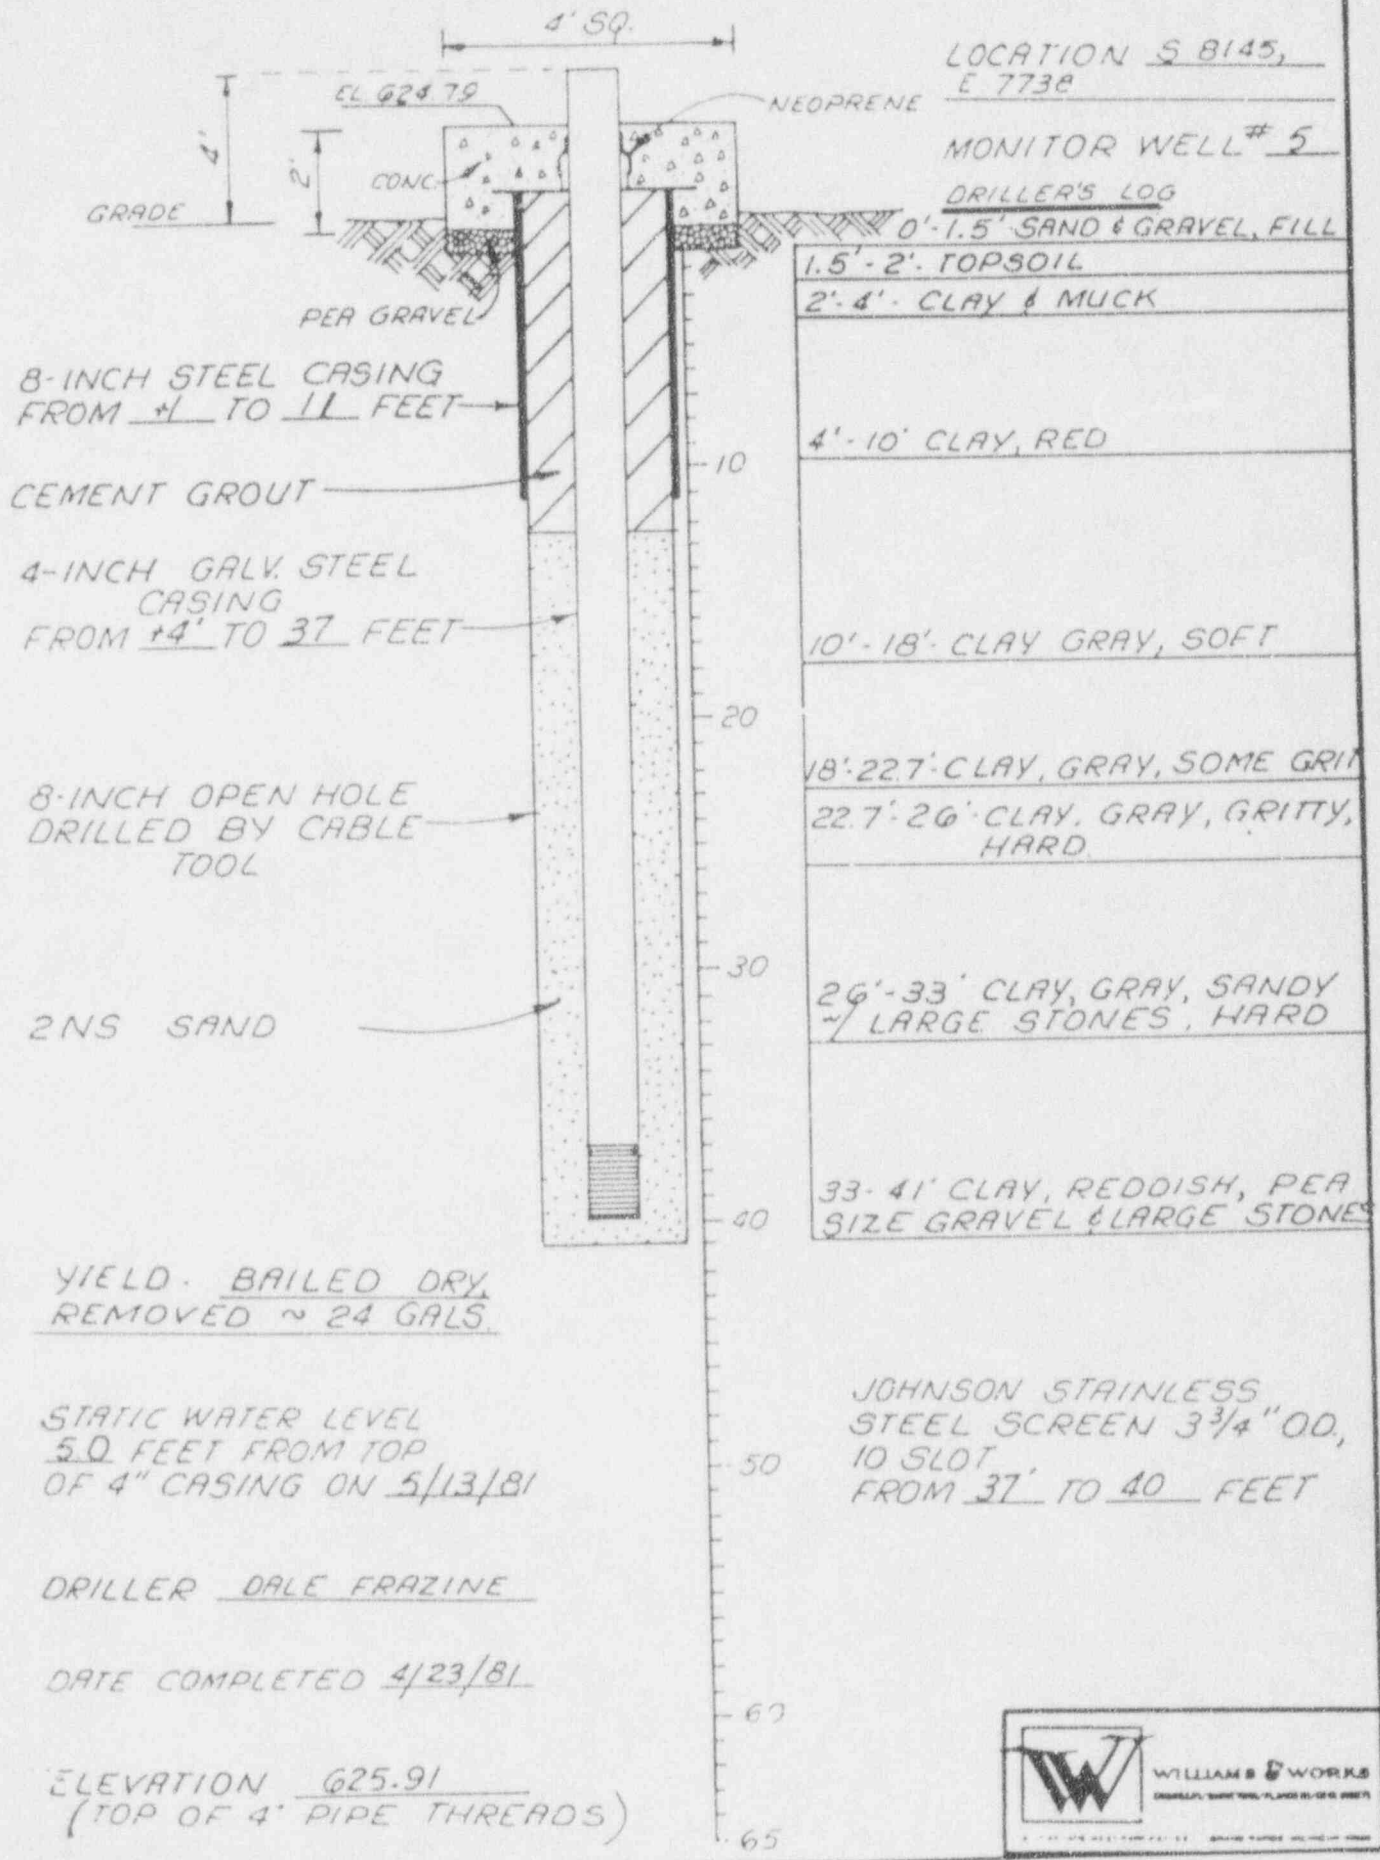 4' SQ.
LOCATION S 8145,
E 7738
EL 624.79
NEOPRENE
4'
2'
CONC.
MONITOR WELL # 5
DRILLER'S LOG
GRADE
0'-1.5' SAND & GRAVEL, FILL
1.5'-2'- TOPSOIL
2'-4'- CLAY & MUCK
PEA GRAVEL
8-INCH STEEL CASING
FROM +1 TO 11 FEET
4'-10' CLAY, RED
10
CEMENT GROUT
4-INCH GALV. STEEL
CASING
FROM +4' TO 37 FEET
10'-18'- CLAY GRAY, SOFT
20
18'-22.7'-CLAY, GRAY, SOME GRIT
8-INCH OPEN HOLE
DRILLED BY CABLE
TOOL
22.7'-26'-CLAY, GRAY, GRITTY,
HARD
30
26'-33' CLAY, GRAY, SANDY
w/ LARGE STONES, HARD
2NS SAND
33-41' CLAY, REDDISH, PEA
SIZE GRAVEL & LARGE STONES
40
YIELD - BAILED DRY,
REMOVED ~ 24 GALS.
STATIC WATER LEVEL
5.0 FEET FROM TOP
OF 4" CASING ON 5/13/81
JOHNSON STAINLESS
STEEL SCREEN 3 3/4" O.D.,
10 SLOT
FROM 37' TO 40 FEET
50
DRILLER DALE FRAZINE
DATE COMPLETED 4/23/81
60
ELEVATION 625.91
(TOP OF 4" PIPE THREADS)
65
WILLIAMS & WORKS